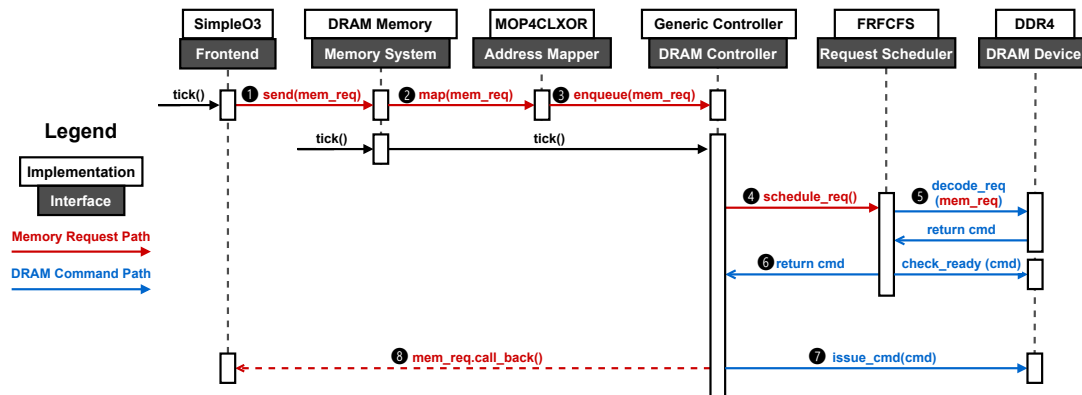 SimpleO3
DRAM Memory
MOP4CLXOR
Generic Controller
FRFCFS
DDR4
Frontend
Memory System
Address Mapper
DRAM Controller
Request Scheduler
DRAM Device
tick()
❶ send(mem_req)
❷ map(mem_req)
❸ enqueue(mem_req)
tick()
tick()
Legend
Implementation
Interface
Memory Request Path
DRAM Command Path
❹ schedule_req()
❺ decode_req
(mem_req)
return cmd
❻ return cmd
check_ready (cmd)
❽ mem_req.call_back()
❼ issue_cmd(cmd)